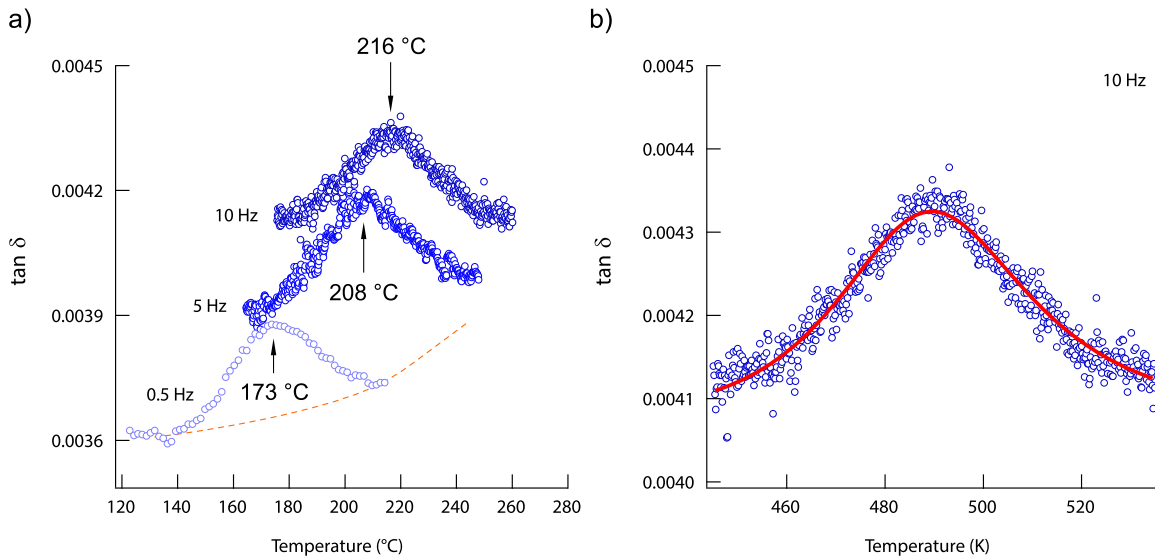 a)
216 °C
0.0045
0.0042
10 Hz
208 °C
tan δ
5 Hz
0.0039
0.5 Hz
173 °C
0.0036
120 140 160 180 200 220 240 260 280
Temperature (°C)
b)
0.0045
10 Hz
0.0044
0.0043
tan δ
0.0042
0.0041
0.0040
460 480 500 520
Temperature (K)